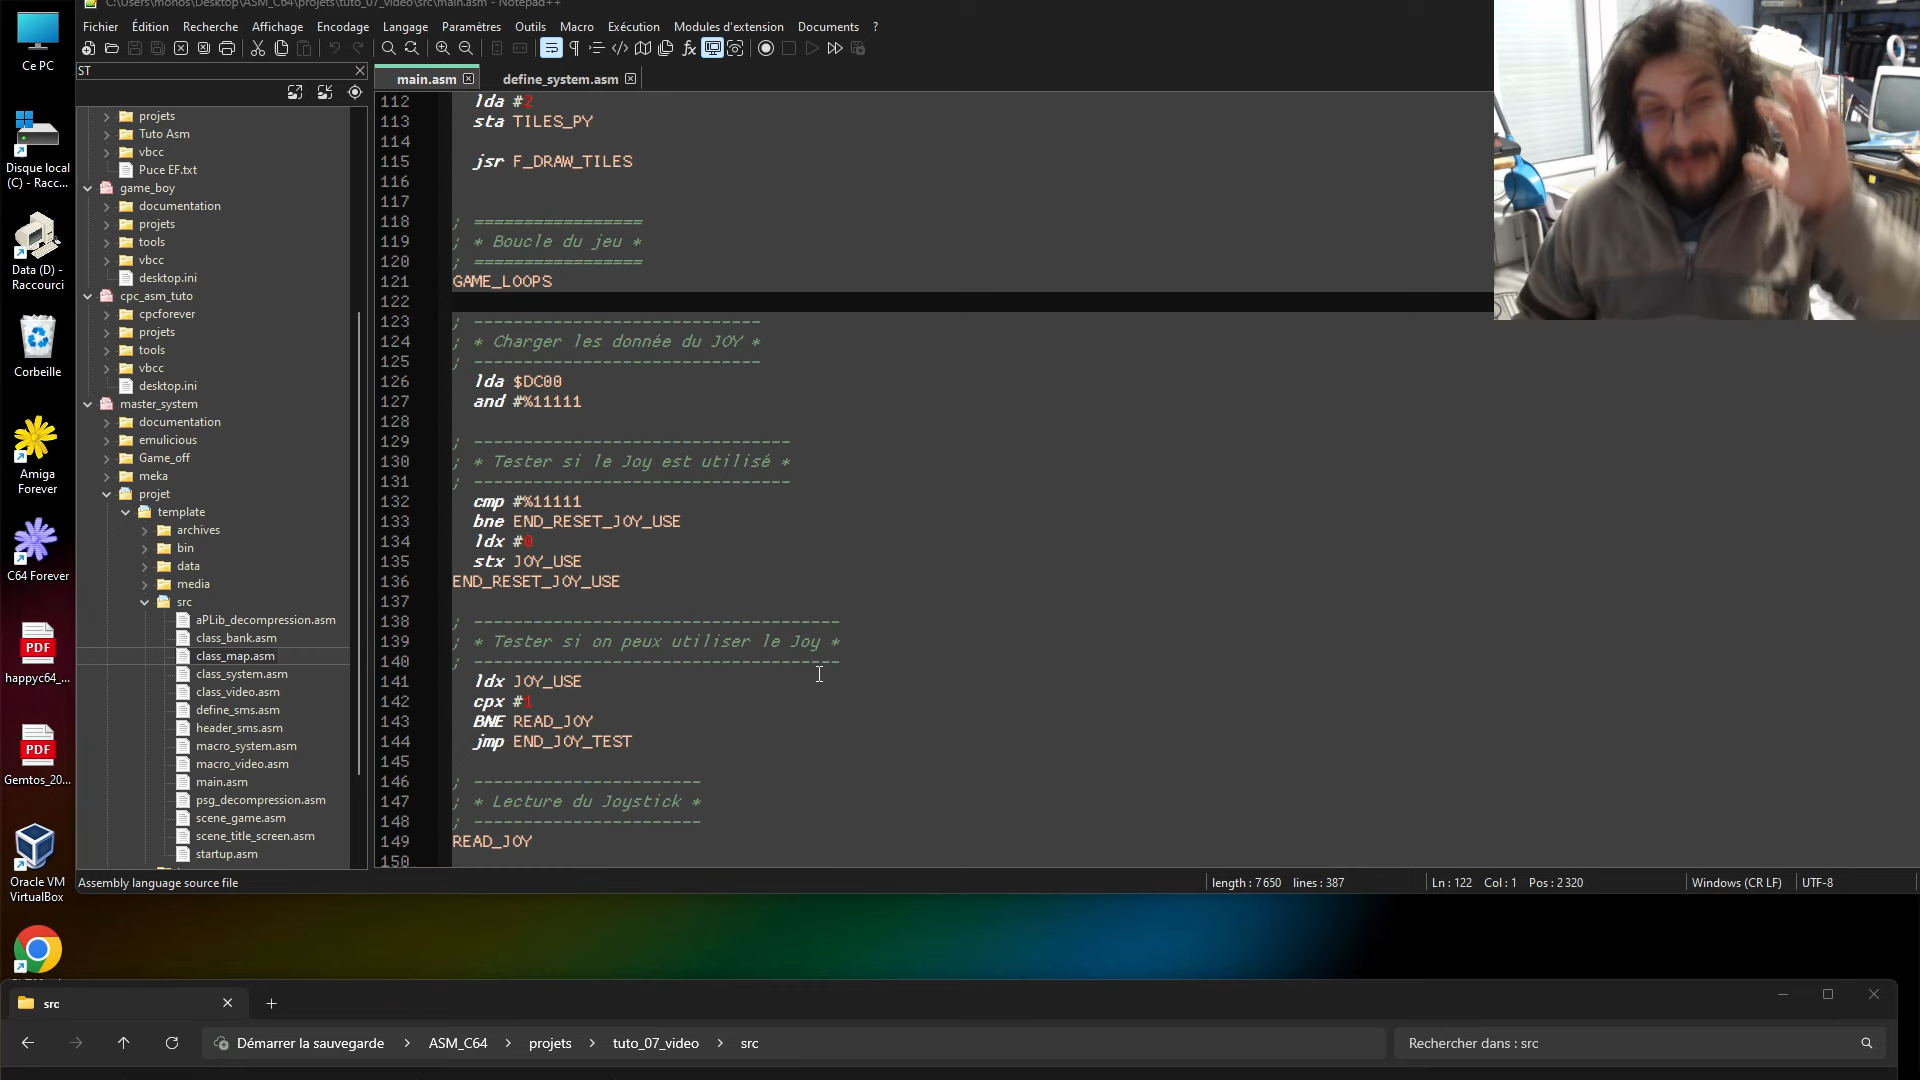 C:\Users\monos\Desktop\ASM_C64\projets\tuto_07_video\src\main.asm - Notepad++
Fichier Édition Recherche Affichage Encodage Langage Paramètres Outils Macro Exécution Modules d'extension Documents ?
ST
main.asm
define_system.asm
Ce PC
Disque local
(C) - Racc...
Data (D) -
Raccourci
Corbeille
Amiga
Forever
C64 Forever
PDF
happyc64_...
PDF
Gemtos_20...
Oracle VM
VirtualBox
projets
Tuto Asm
vbcc
Puce EF.txt
game_boy
documentation
projets
tools
vbcc
desktop.ini
cpc_asm_tuto
cpcforever
projets
tools
vbcc
desktop.ini
master_system
documentation
emulicious
Game_off
meka
projet
template
archives
bin
data
media
src
aPLib_decompression.asm
class_bank.asm
class_map.asm
class_system.asm
class_video.asm
define_sms.asm
header_sms.asm
macro_system.asm
macro_video.asm
main.asm
psg_decompression.asm
scene_game.asm
scene_title_screen.asm
startup.asm
112 lda #2
113 sta TILES_PY
114
115 jsr F_DRAW_TILES
116
117
118 ; =================
119 ; * Boucle du jeu *
120 ; =================
121 GAME_LOOPS
122
123 ; -----------------------------
124 ; * Charger les donnée du JOY *
125 ; -----------------------------
126 lda $DC00
127 and #%11111
128
129 ; --------------------------------
130 ; * Tester si le Joy est utilisé *
131 ; --------------------------------
132 cmp #%11111
133 bne END_RESET_JOY_USE
134 ldx #0
135 stx JOY_USE
136 END_RESET_JOY_USE
137
138 ; -------------------------------------
139 ; * Tester si on peux utiliser le Joy *
140 ; -------------------------------------
141 ldx JOY_USE
142 cpx #1
143 BNE READ_JOY
144 jmp END_JOY_TEST
145
146 ; -----------------------
147 ; * Lecture du Joystick *
148 ; -----------------------
149 READ_JOY
150
Assembly language source file
length : 7 650 lines : 387
Ln : 122 Col : 1 Pos : 2 320
Windows (CR LF)
UTF-8
src
Démarrer la sauvegarde > ASM_C64 > projets > tuto_07_video > src
Rechercher dans : src